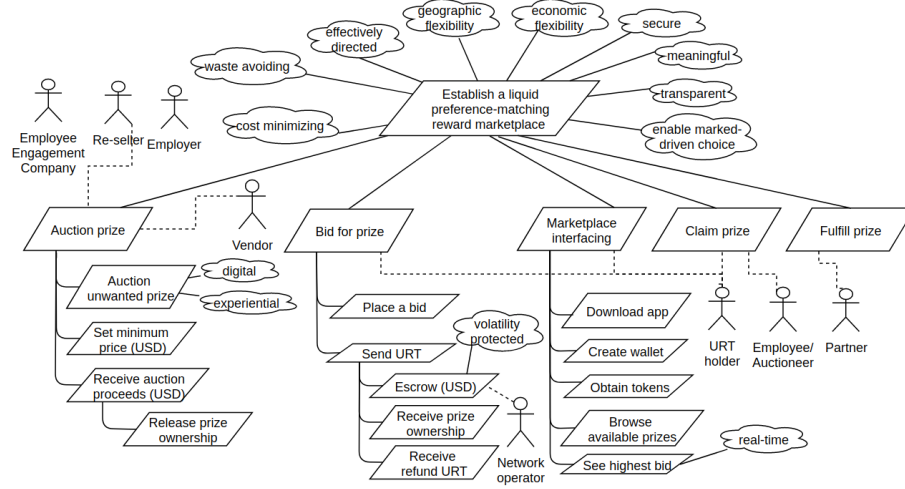 geographic
flexibility
economic
flexibility
secure
effectively
directed
meaningful
waste avoiding
transparent
cost minimizing
enable marked-
driven choice
Establish a liquid
preference-matching
reward marketplace
Employee
Engagement
Company
Re-seller
Employer
Vendor
Auction prize
Bid for prize
Marketplace
interfacing
Claim prize
Fulfill prize
Auction
unwanted prize
digital
experiential
Set minimum
price (USD)
Receive auction
proceeds (USD)
Release prize
ownership
Place a bid
Send URT
volatility
protected
Escrow (USD)
Receive prize
ownership
Receive
refund URT
Network
operator
Download app
Create wallet
Obtain tokens
Browse
available prizes
See highest bid
real-time
URT
holder
Employee/
Auctioneer
Partner